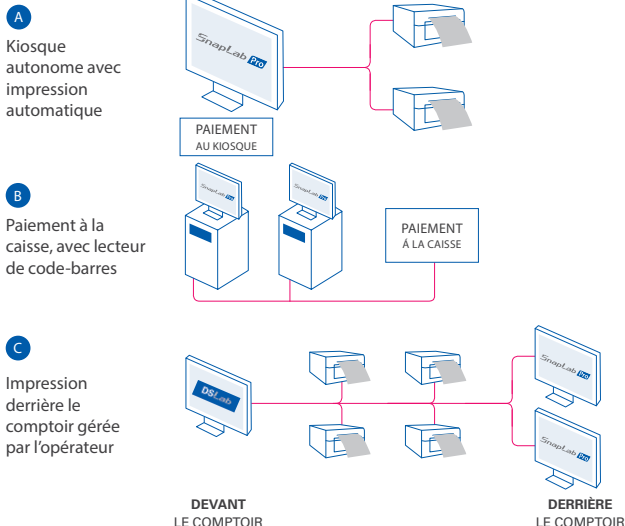 A
Kiosque
autonome avec
impression
automatique
SnapLab Pro
PAIEMENT
AU KIOSQUE
B
Paiement à la
caisse, avec lecteur
de code-barres
SnapLab Pro
SnapLab Pro
PAIEMENT
Á LA CAISSE
C
Impression
derrière le
comptoir gérée
par l’opérateur
DSLab
SnapLab Pro
SnapLab Pro
DEVANT
LE COMPTOIR
DERRIÈRE
LE COMPTOIR